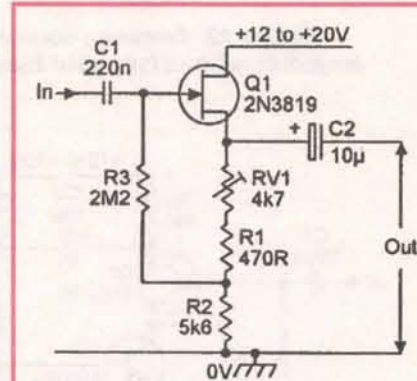 +12 to +20V
C1
220n
In
Q1
2N3819
+
C2
10µ
R3
2M2
RV1
4k7
R1
470R
Out
R2
5k6
0V